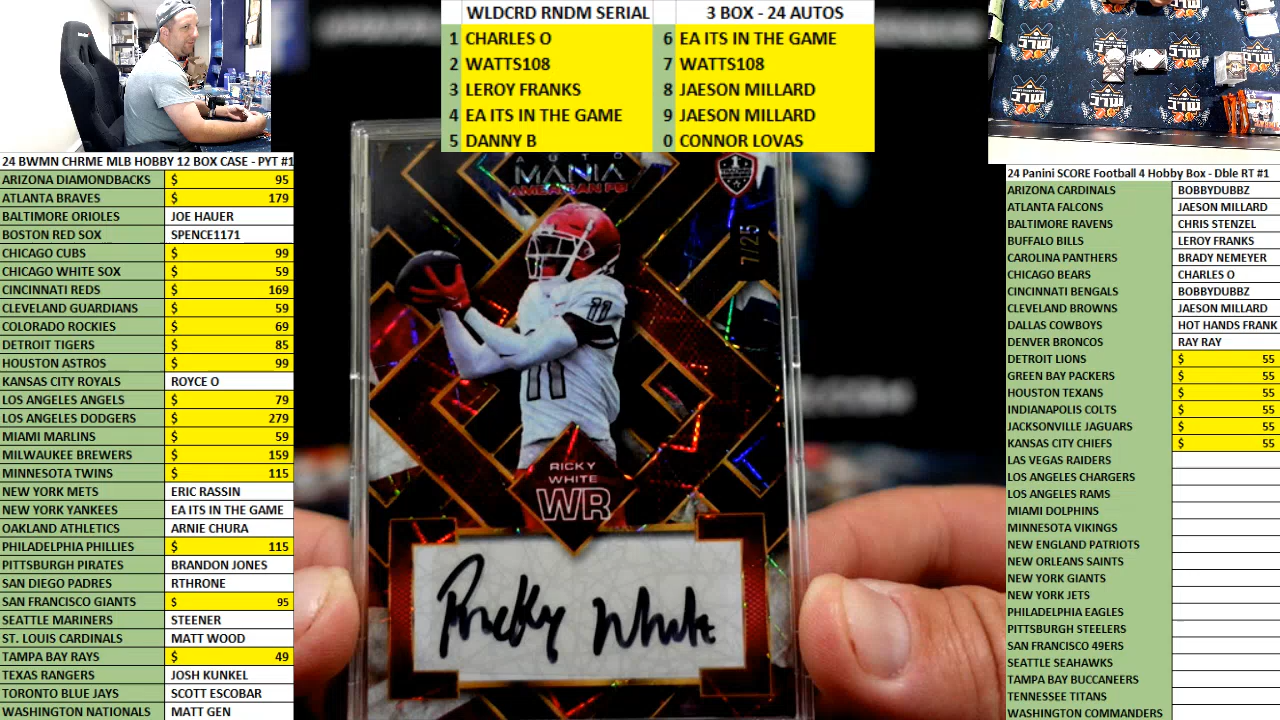 WLDCRD RNDM SERIAL 3 BOX - 24 AUTOS
1 CHARLES O 6 EA ITS IN THE GAME
2 WATTS108 7 WATTS108
3 LEROY FRANKS 8 JAESON MILLARD
4 EA ITS IN THE GAME 9 JAESON MILLARD
5 DANNY B 0 CONNOR LOVAS
24 BWMN CHRME MLB HOBBY 12 BOX CASE - PYT #1
ARIZONA DIAMONDBACKS $ 95
ATLANTA BRAVES $ 179
BALTIMORE ORIOLES JOE HAUER
BOSTON RED SOX SPENCE1171
CHICAGO CUBS $ 99
CHICAGO WHITE SOX $ 59
CINCINNATI REDS $ 169
CLEVELAND GUARDIANS $ 59
COLORADO ROCKIES $ 69
DETROIT TIGERS $ 85
HOUSTON ASTROS $ 99
KANSAS CITY ROYALS ROYCE O
LOS ANGELES ANGELS $ 79
LOS ANGELES DODGERS $ 279
MIAMI MARLINS $ 59
MILWAUKEE BREWERS $ 159
MINNESOTA TWINS $ 115
NEW YORK METS ERIC RASSIN
NEW YORK YANKEES EA ITS IN THE GAME
OAKLAND ATHLETICS ARNIE CHURA
PHILADELPHIA PHILLIES $ 115
PITTSBURGH PIRATES BRANDON JONES
SAN DIEGO PADRES RTHRONE
SAN FRANCISCO GIANTS $ 95
SEATTLE MARINERS STEENER
ST. LOUIS CARDINALS MATT WOOD
TAMPA BAY RAYS $ 49
TEXAS RANGERS JOSH KUNKEL
TORONTO BLUE JAYS SCOTT ESCOBAR
WASHINGTON NATIONALS MATT GEN
AUTO
MANIA
7/25
11
11
RICKY
WHITE
WR
Ricky White
24 Panini SCORE Football 4 Hobby Box - Dble RT #1
ARIZONA CARDINALS BOBBYDUBBZ
ATLANTA FALCONS JAESON MILLARD
BALTIMORE RAVENS CHRIS STENZEL
BUFFALO BILLS LEROY FRANKS
CAROLINA PANTHERS BRADY NEMEYER
CHICAGO BEARS CHARLES O
CINCINNATI BENGALS BOBBYDUBBZ
CLEVELAND BROWNS JAESON MILLARD
DALLAS COWBOYS HOT HANDS FRANK
DENVER BRONCOS RAY RAY
DETROIT LIONS $ 55
GREEN BAY PACKERS $ 55
HOUSTON TEXANS $ 55
INDIANAPOLIS COLTS $ 55
JACKSONVILLE JAGUARS $ 55
KANSAS CITY CHIEFS $ 55
LAS VEGAS RAIDERS
LOS ANGELES CHARGERS
LOS ANGELES RAMS
MIAMI DOLPHINS
MINNESOTA VIKINGS
NEW ENGLAND PATRIOTS
NEW ORLEANS SAINTS
NEW YORK GIANTS
NEW YORK JETS
PHILADELPHIA EAGLES
PITTSBURGH STEELERS
SAN FRANCISCO 49ERS
SEATTLE SEAHAWKS
TAMPA BAY BUCCANEERS
TENNESSEE TITANS
WASHINGTON COMMANDERS